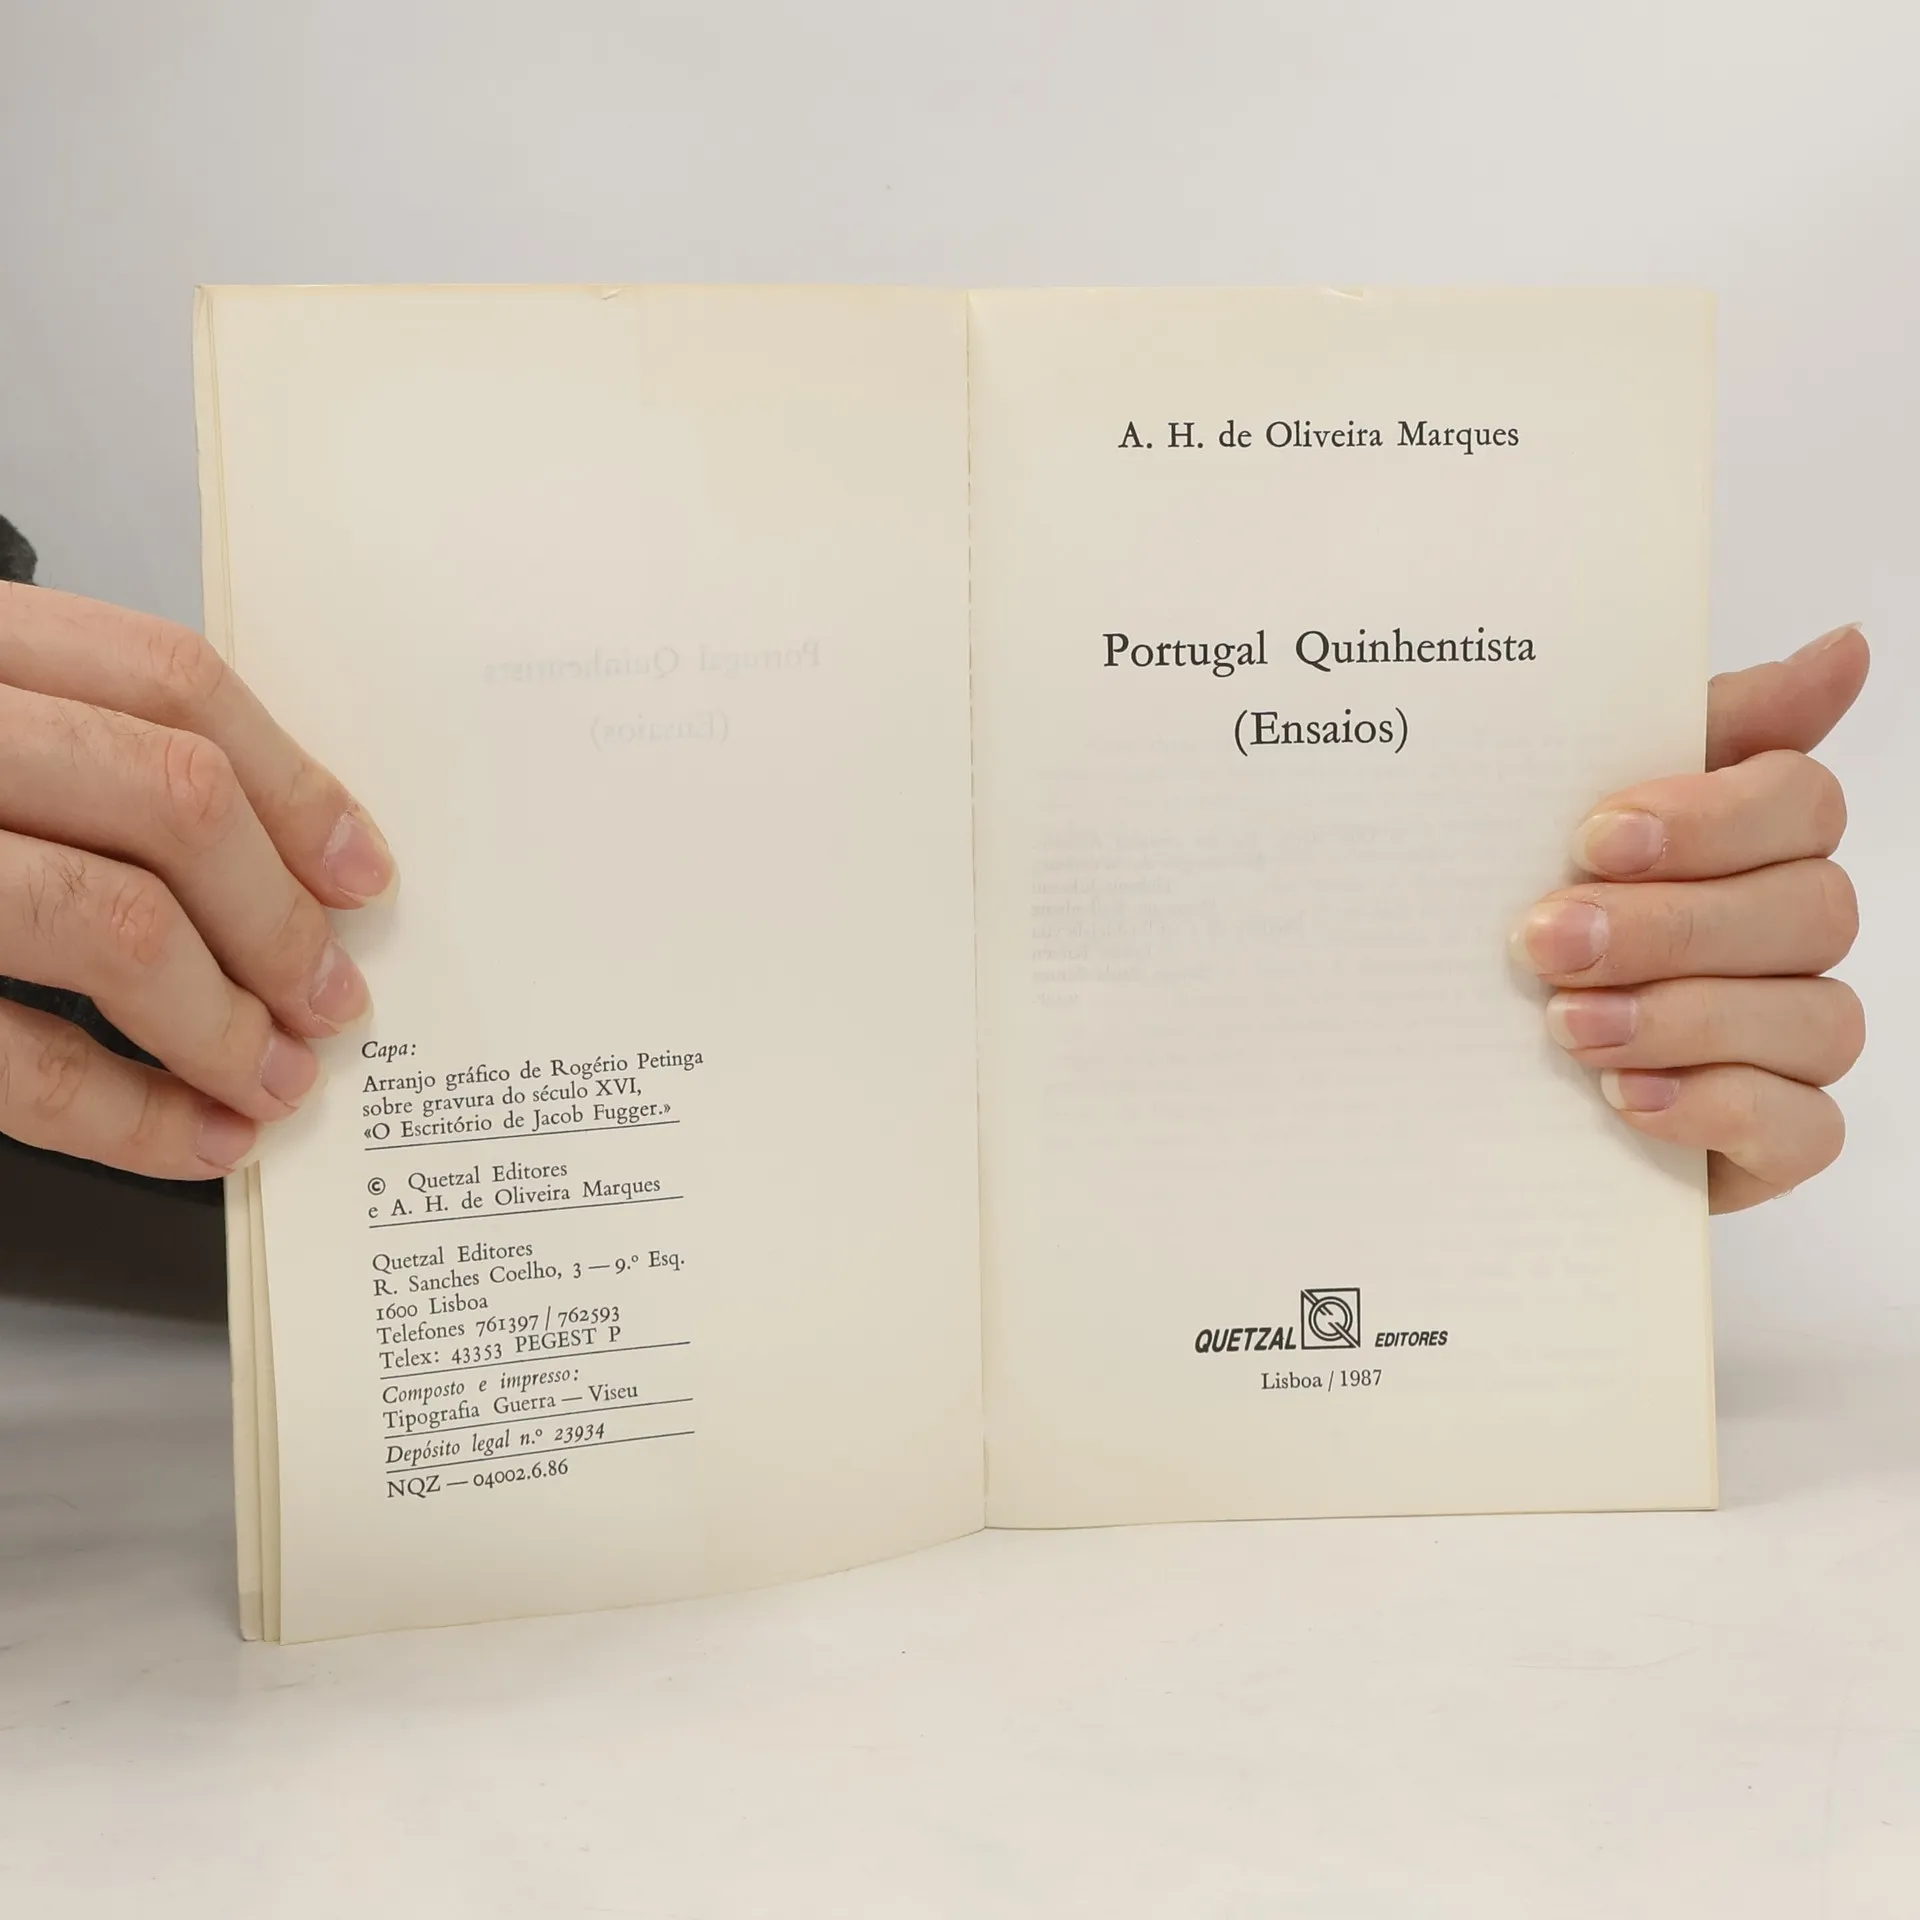 Capa:
Arranjo gráfico de Rogério Petinga
sobre gravura do século XVI,
«O Escritório de Jacob Fugger.»
© Quetzal Editores
e A. H. de Oliveira Marques
Quetzal Editores
R. Sanches Coelho, 3 — 9.º Esq.
1600 Lisboa
Telefones 761397 / 762593
Telex: 43353 PEGEST P
Composto e impresso:
Tipografia Guerra — Viseu
Depósito legal n.º 23934
NQZ — 04002.6.86
A. H. de Oliveira Marques
Portugal Quinhentista
(Ensaios)
QUETZAL EDITORES
Lisboa / 1987